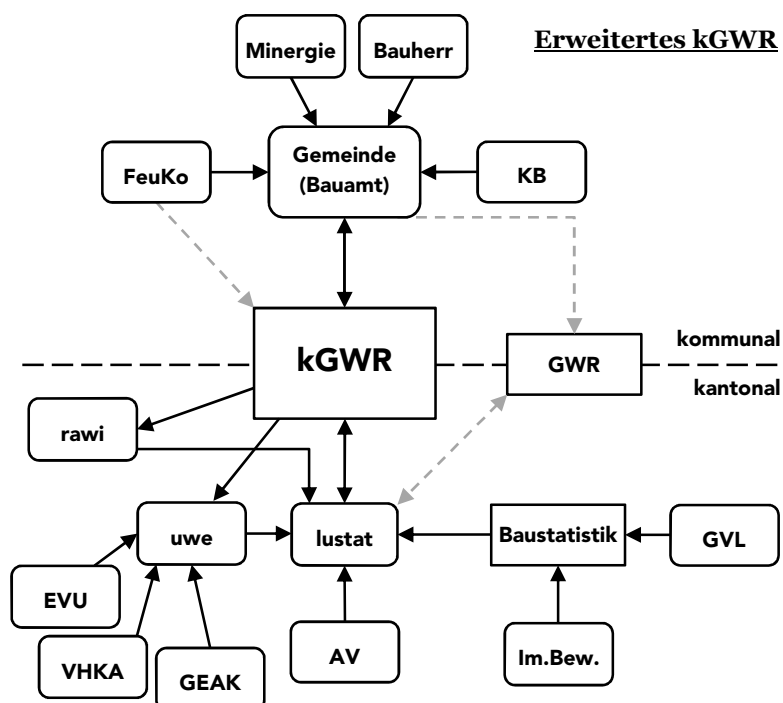 Erweitertes kGWR
Minergie
Bauherr
FeuKo
Gemeinde
(Bauamt)
KB
kGWR
GWR
kommunal
kantonal
rawi
uwe
lustat
Baustatistik
GVL
EVU
VHKA
GEAK
AV
Im.Bew.